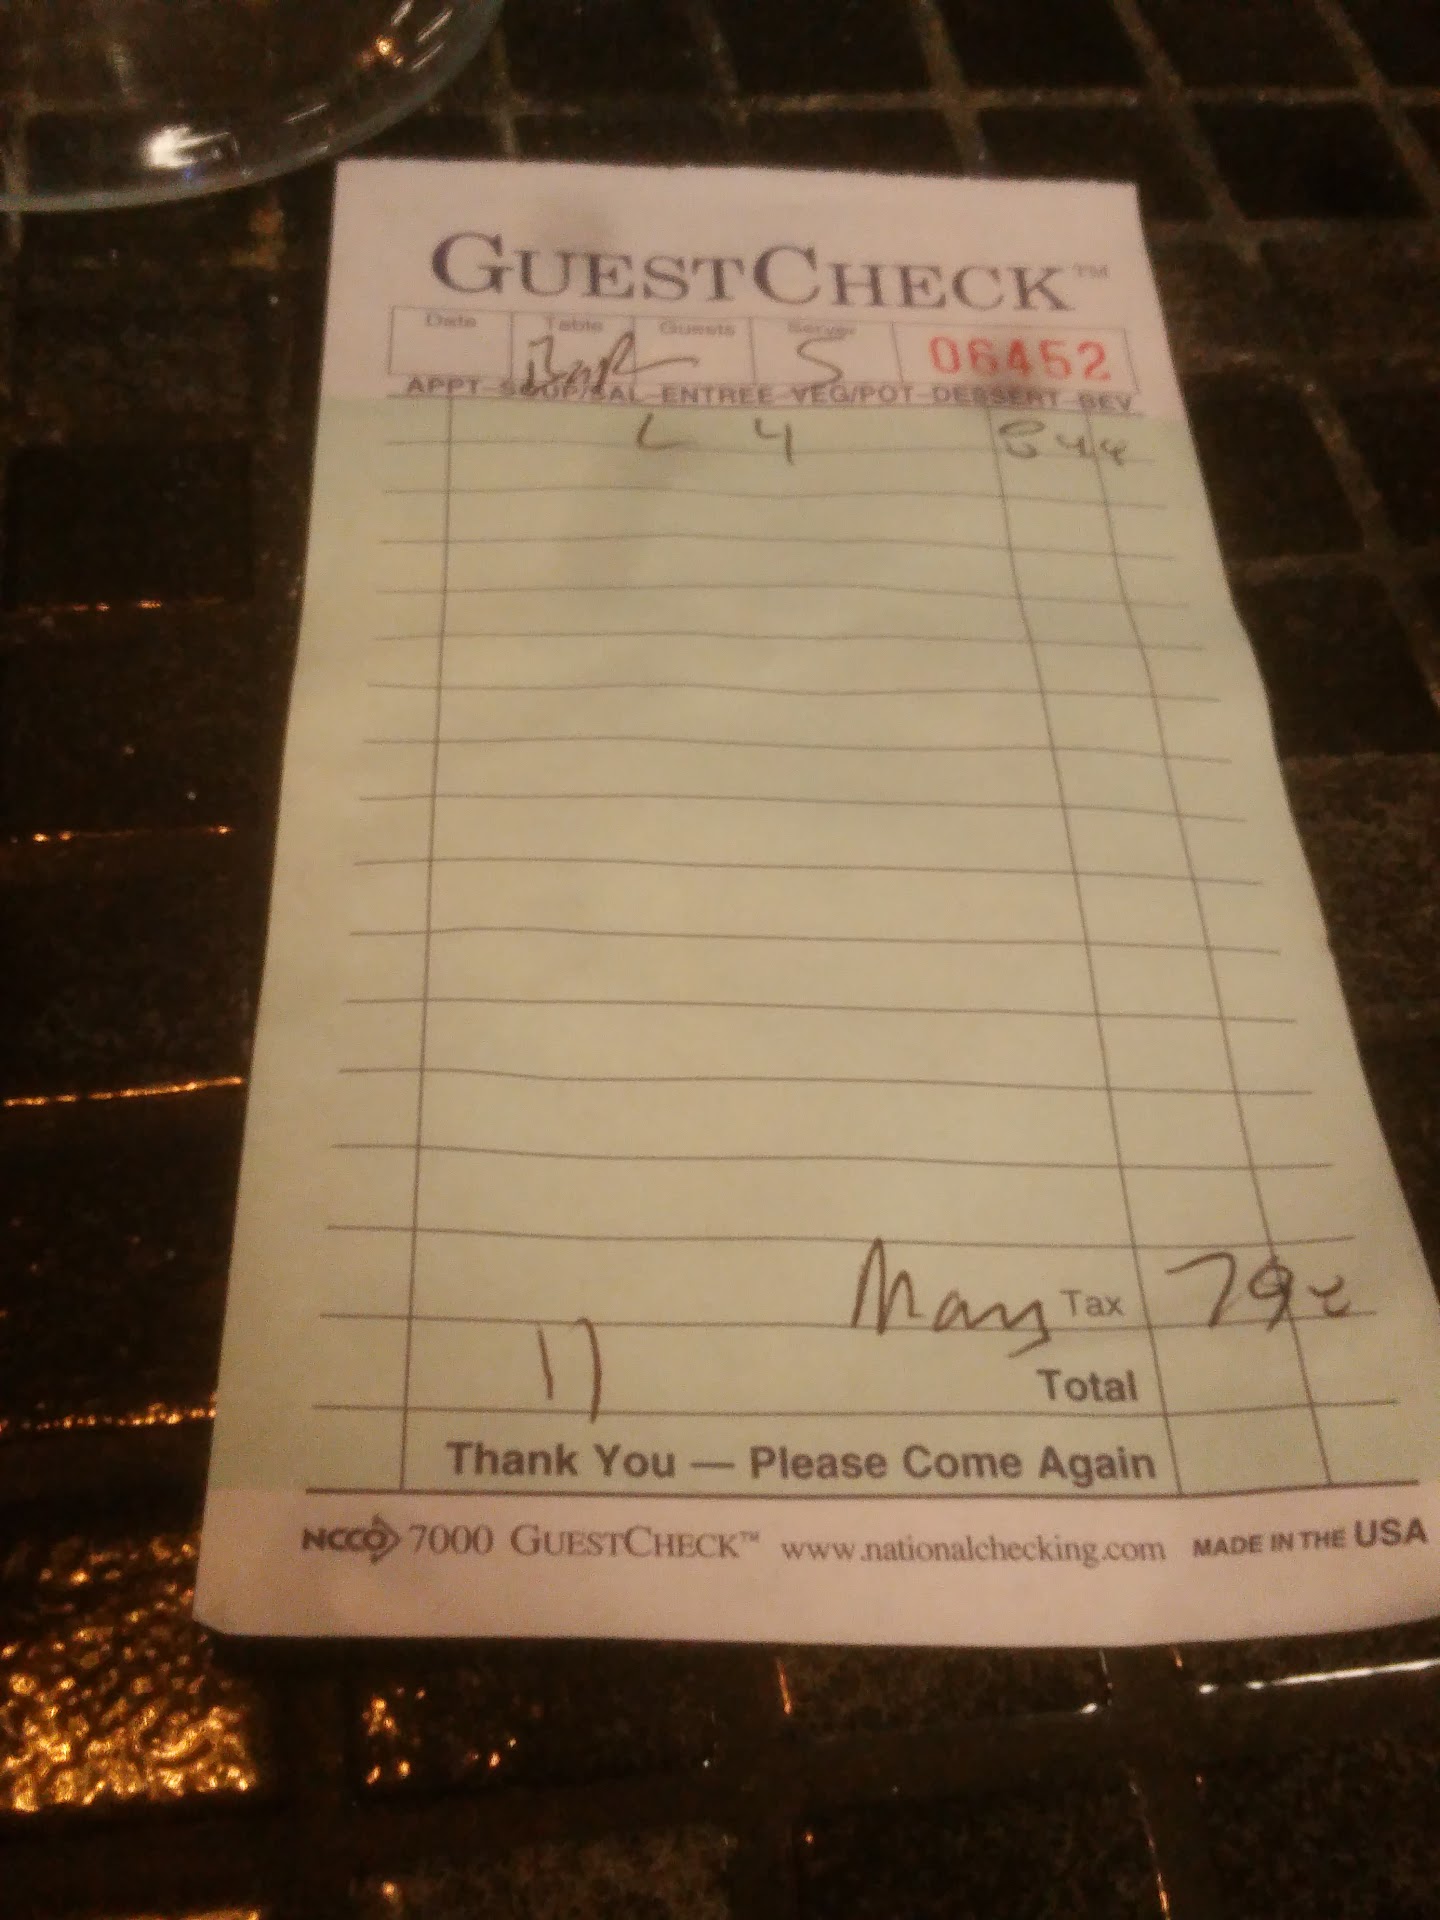 GUESTCHECK™
Date Table Guests Server
5 06452
APPT-SOUP/SAL-ENTREE-VEG/POT-DESSERT-BEV
L 4
Tax 79
17 Total
Thank You — Please Come Again
NCCO 7000 GUESTCHECK™ www.nationalchecking.com MADE IN THE USA